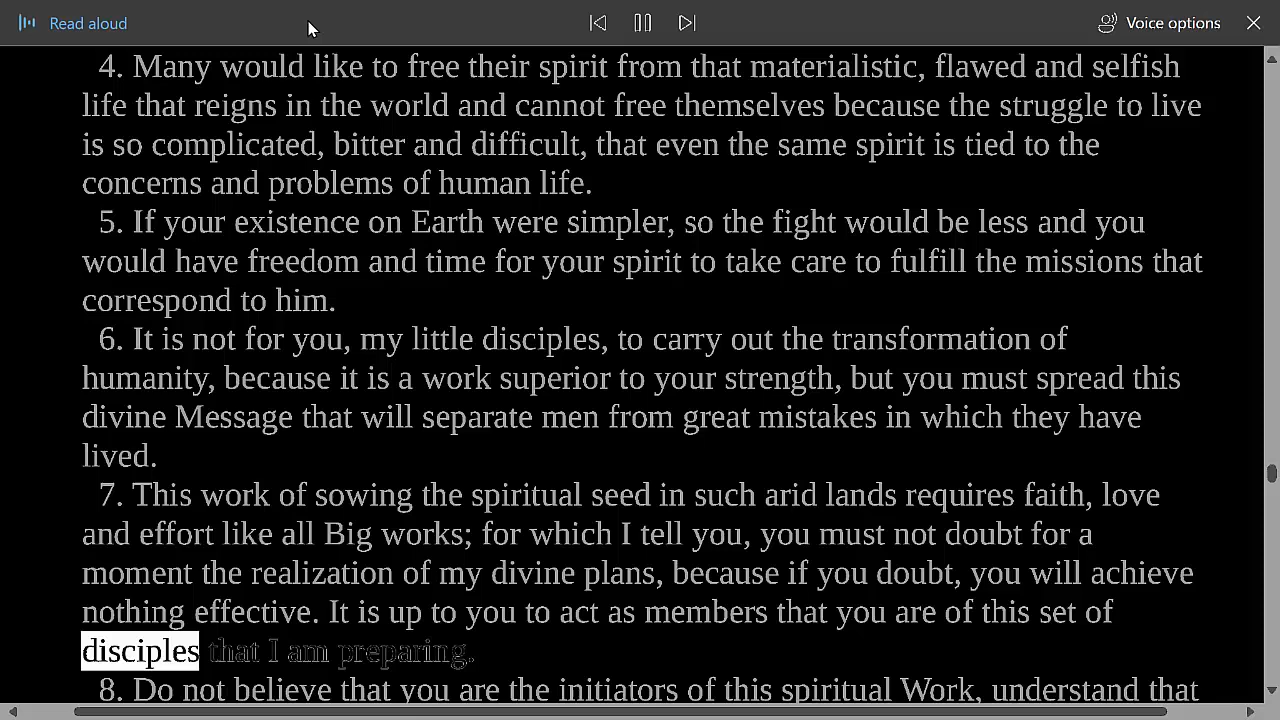 Read aloud
Voice options
4. Many would like to free their spirit from that materialistic, flawed and selfish
life that reigns in the world and cannot free themselves because the struggle to live
is so complicated, bitter and difficult, that even the same spirit is tied to the
concerns and problems of human life.
5. If your existence on Earth were simpler, so the fight would be less and you
would have freedom and time for your spirit to take care to fulfill the missions that
correspond to him.
6. It is not for you, my little disciples, to carry out the transformation of
humanity, because it is a work superior to your strength, but you must spread this
divine Message that will separate men from great mistakes in which they have
lived.
7. This work of sowing the spiritual seed in such arid lands requires faith, love
and effort like all Big works; for which I tell you, you must not doubt for a
moment the realization of my divine plans, because if you doubt, you will achieve
nothing effective. It is up to you to act as members that you are of this set of
disciples that I am preparing.
8. Do not believe that you are the initiators of this spiritual Work, understand that